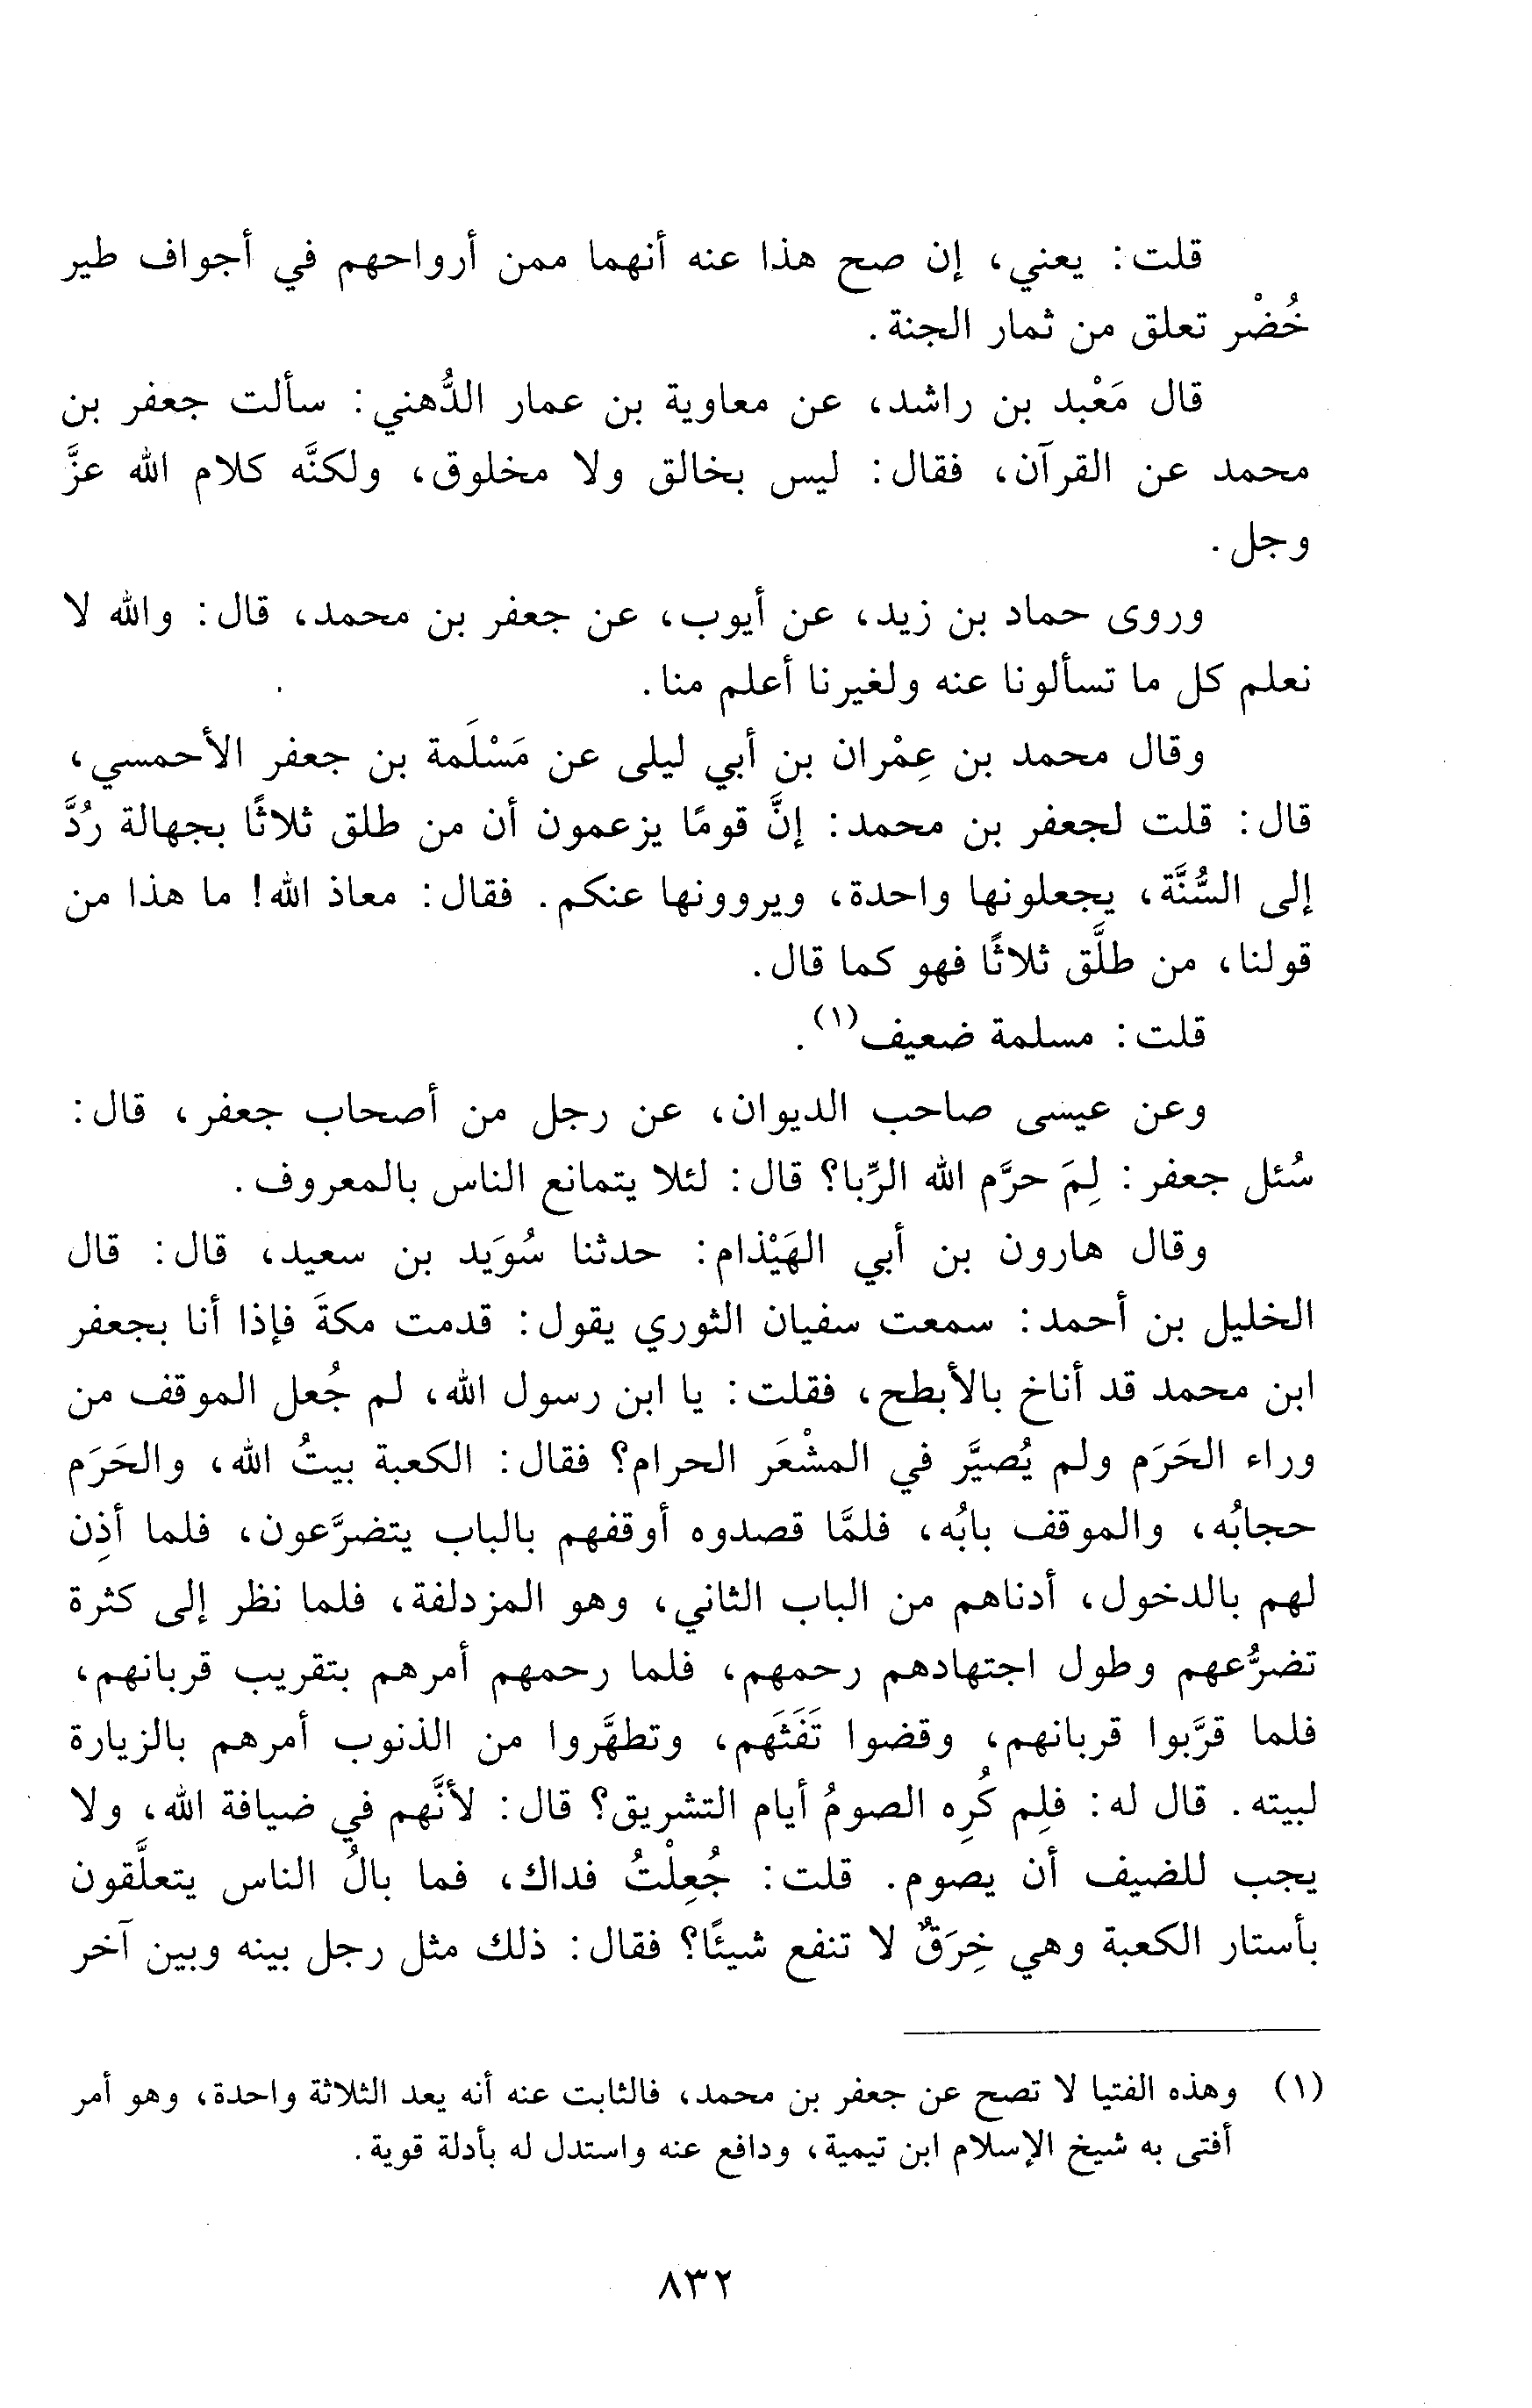 قلت: يعني، إن صح هذا عنه أنهما ممن أرواحهم في أجواف طير
خُضْر تعلق من ثمار الجنة.
قال مَعْبد بن راشد، عن معاوية بن عمار الدُّهني: سألت جعفر بن
محمد عن القرآن، فقال: ليس بخالق ولا مخلوق، ولكنَّه كلام الله عزَّ
وجل.
وروى حماد بن زيد، عن أيوب، عن جعفر بن محمد، قال: والله لا
نعلم كل ما تسألونا عنه ولغيرنا أعلم منا.
وقال محمد بن عِمْران بن أبي ليلى عن مَسْلَمة بن جعفر الأحمسي،
قال: قلت لجعفر بن محمد: إنَّ قومًا يزعمون أن من طلق ثلاثًا بجهالة رُدَّ
إلى السُّنَّة، يجعلونها واحدة، ويروونها عنكم. فقال: معاذ الله! ما هذا من
قولنا، من طلَّق ثلاثًا فهو كما قال.
قلت: مسلمة ضعيف(١).
وعن عيسى صاحب الديوان، عن رجل من أصحاب جعفر، قال:
سُئل جعفر: لِمَ حرَّم الله الرِّبا؟ قال: لئلا يتمانع الناس بالمعروف.
وقال هارون بن أبي الهَيْذام: حدثنا سُوَيد بن سعيد، قال: قال
الخليل بن أحمد: سمعت سفيان الثوري يقول: قدمت مكةَ فإذا أنا بجعفر
ابن محمد قد أناخ بالأبطح، فقلت: يا ابن رسول الله، لم جُعل الموقف من
وراء الحَرَم ولم يُصيَّر في المشْعَر الحرام؟ فقال: الكعبة بيتُ الله، والحَرَم
حجابُه، والموقف بابُه، فلمَّا قصدوه أوقفهم بالباب يتضرَّعون، فلما أذِن
لهم بالدخول، أدناهم من الباب الثاني، وهو المزدلفة، فلما نظر إلى كثرة
تضرُّعهم وطول اجتهادهم رحمهم، فلما رحمهم أمرهم بتقريب قربانهم،
فلما قرَّبوا قربانهم، وقضوا تَفَثَهم، وتطهَّروا من الذنوب أمرهم بالزيارة
لبيته. قال له: فلِم كُرِه الصومُ أيام التشريق؟ قال: لأنَّهم في ضيافة الله، ولا
يجب للضيف أن يصوم. قلت: جُعِلْتُ فداك، فما بالُ الناس يتعلَّقون
بأستار الكعبة وهي خِرَقٌ لا تنفع شيئًا؟ فقال: ذلك مثل رجل بينه وبين آخر
(١) وهذه الفتيا لا تصح عن جعفر بن محمد، فالثابت عنه أنه يعد الثلاثة واحدة، وهو أمر
أفتى به شيخ الإسلام ابن تيمية، ودافع عنه واستدل له بأدلة قوية.
٨٣٢